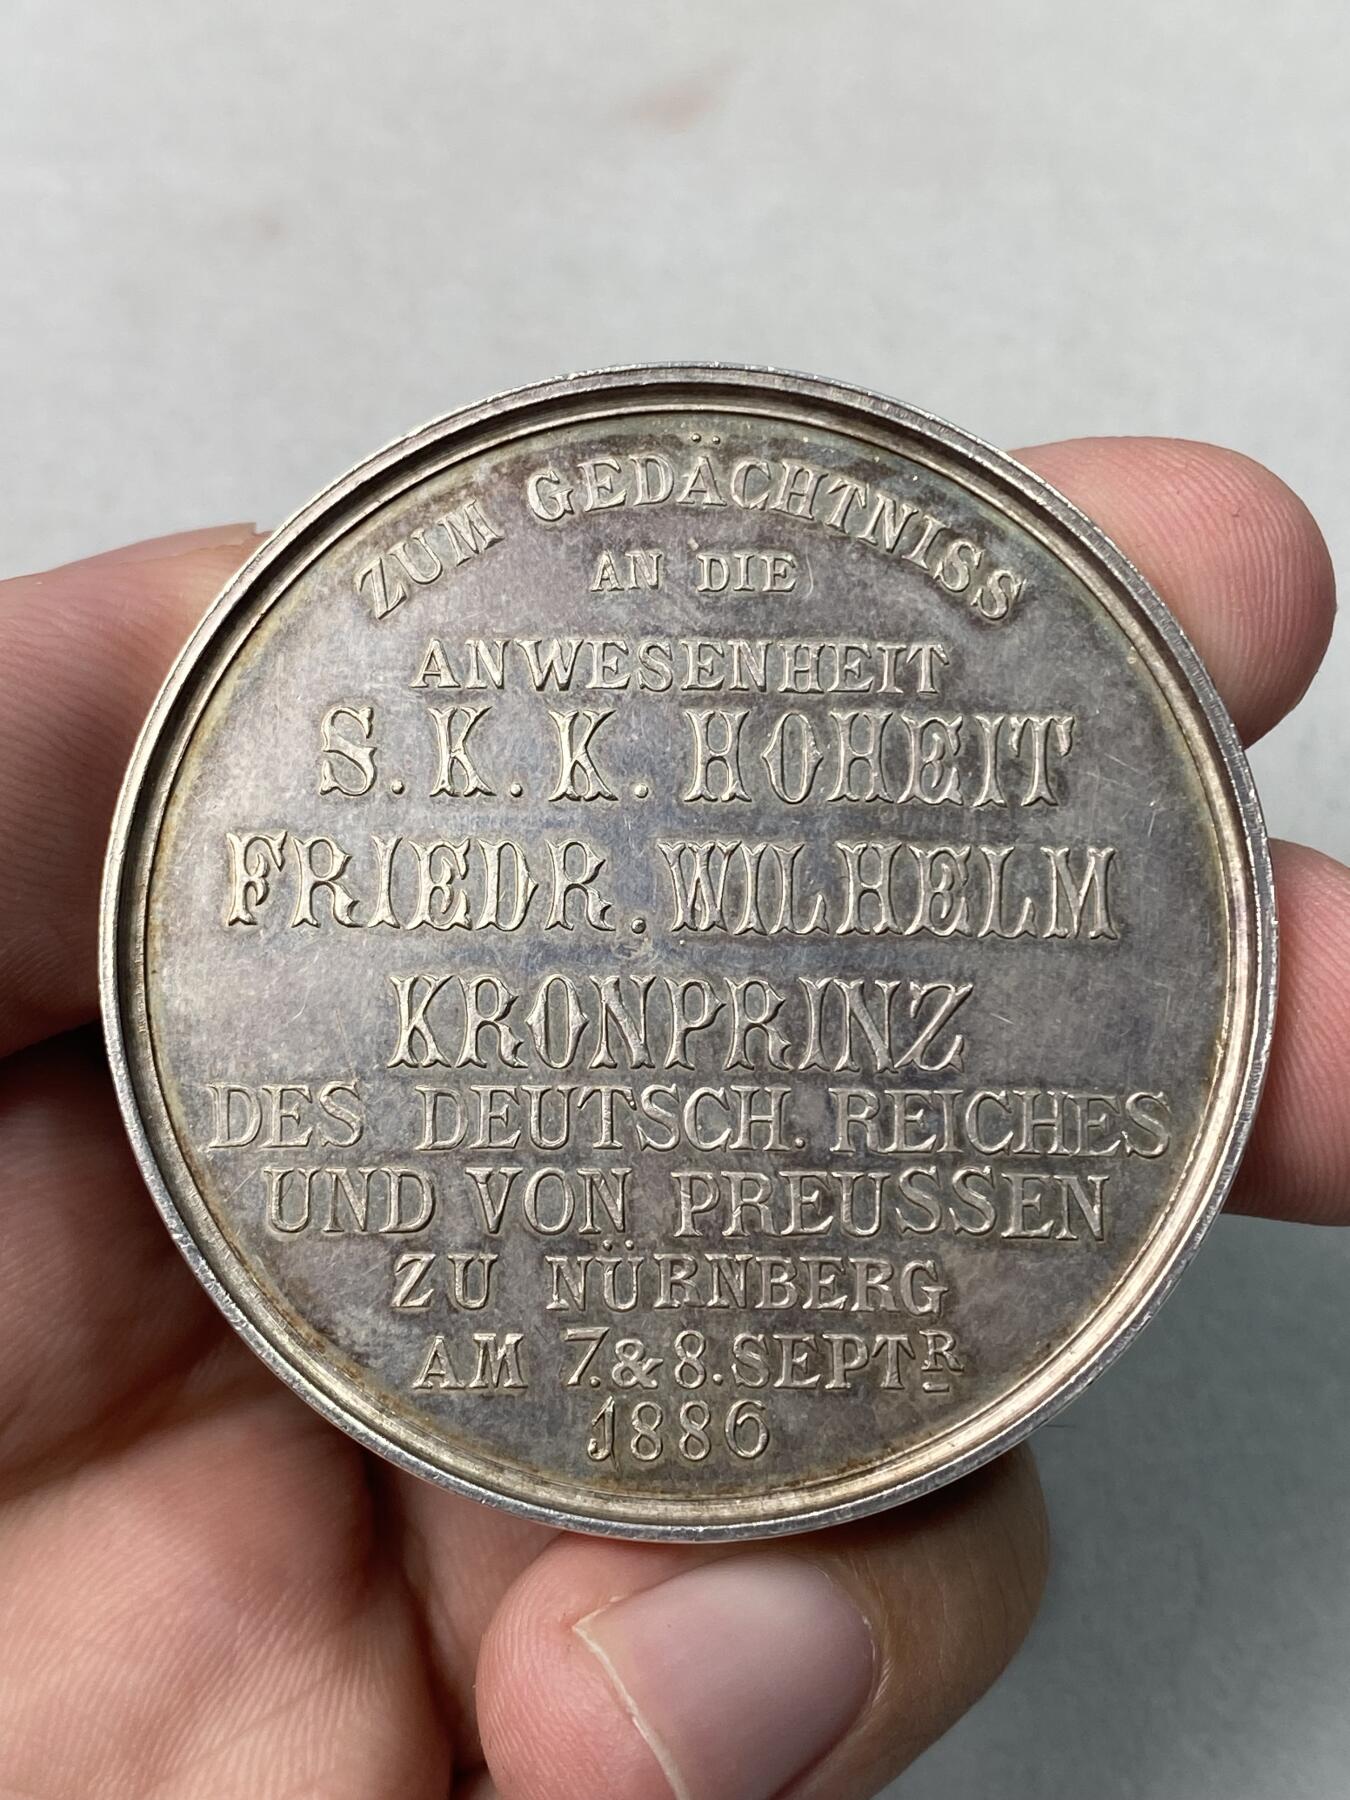 ZUM GEDÄCHTNISS
AN DIE
ANWESENHEIT
S. K. K. HOHEIT
FRIEDR. WILHELM
KRONPRINZ
DES DEUTSCH. REICHES
UND VON PREUSSEN
ZU NÜRNBERG
AM 7. & 8. SEPTR
1886